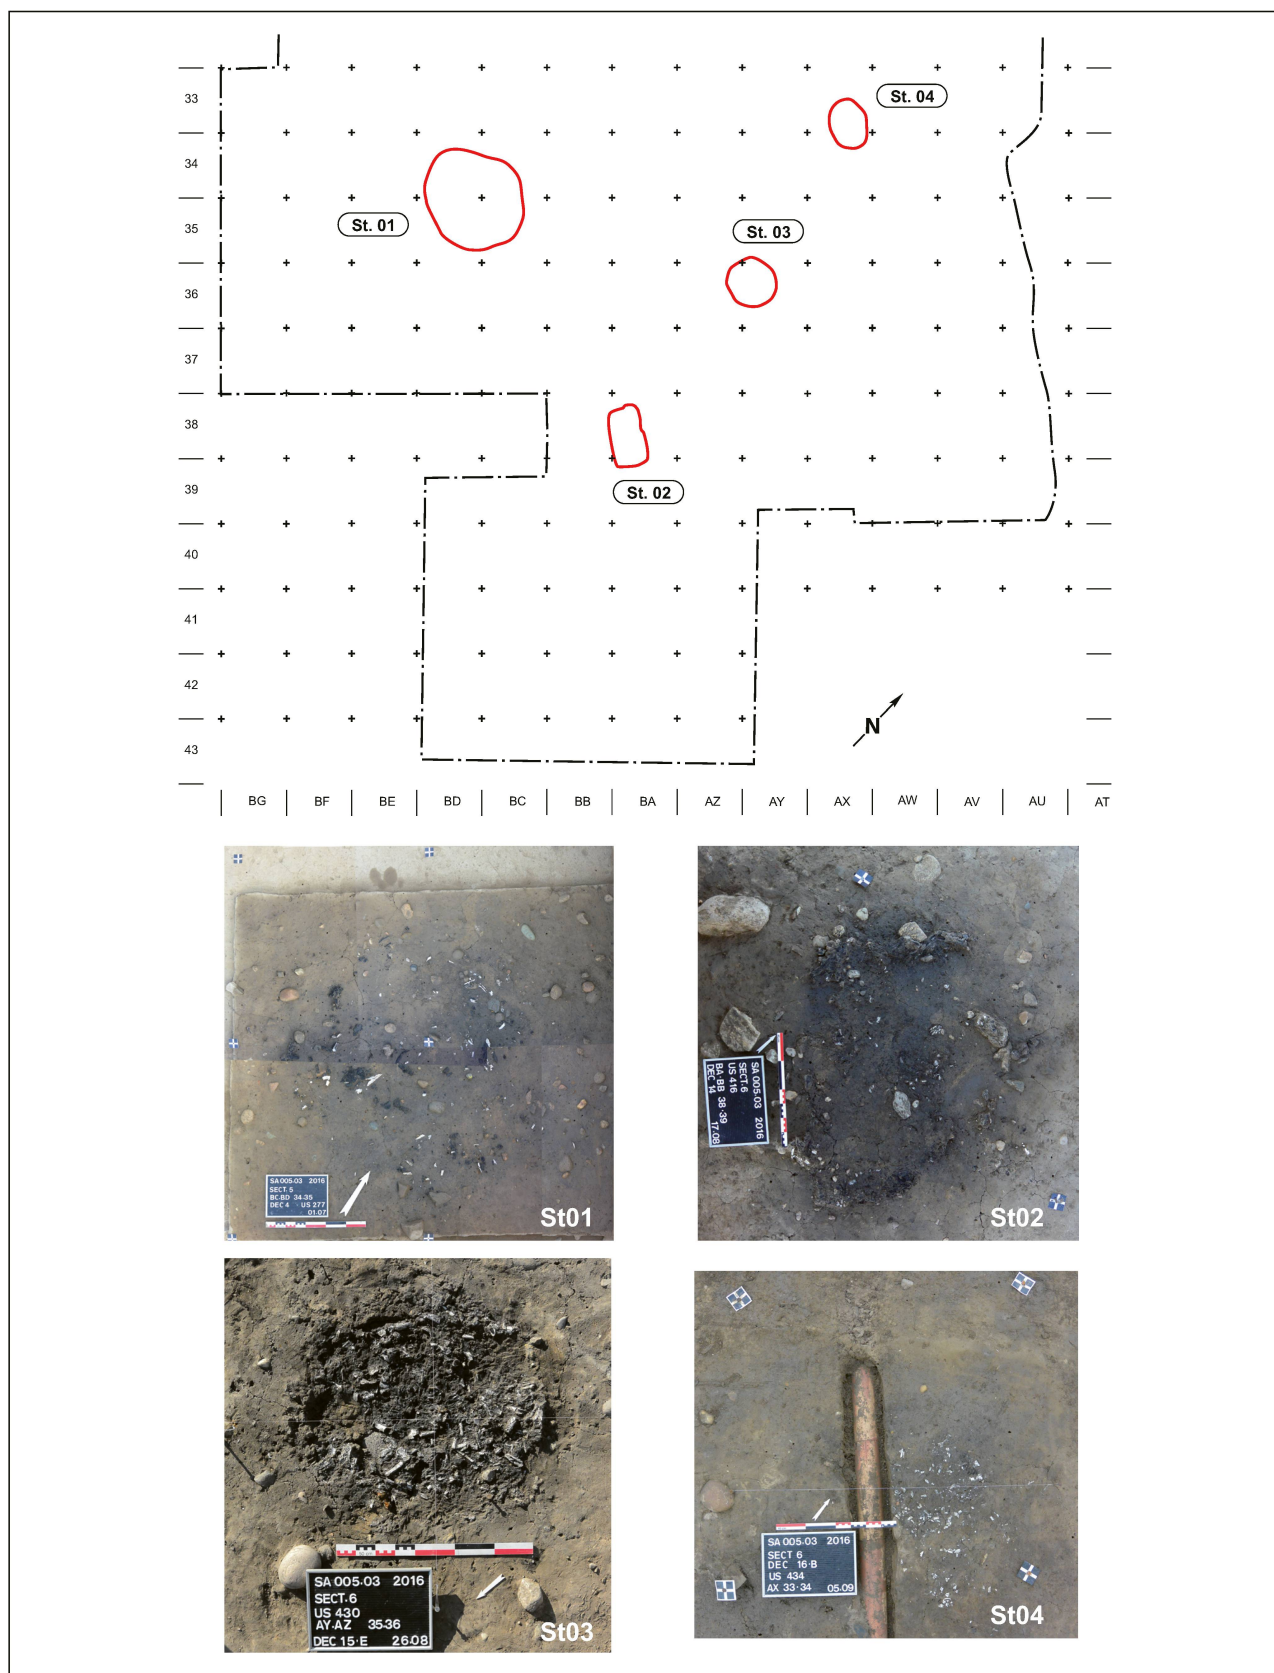 33
St. 04
34
St. 01
35
St. 03
36
37
38
39
St. 02
40
41
42
N
43
BG BF BE BD BC BB BA AZ AY AX AW AV AU AT
SA 005.03 2016
SECT. 5
BC-BD 34-35
DEC 4 - US 277
01.07
St01
SA 005.03 2016
SECT. 6
US 416
BA-BB 38-39
DEC 14 17.08
St02
SA 005.03 2016
SECT. 6
US 430
AY-AZ 35-36
DEC 15-E 26.08
St03
SA 005.03 2016
SECT 6
DEC 16-B
US 434
AX 33-34 05.09
St04